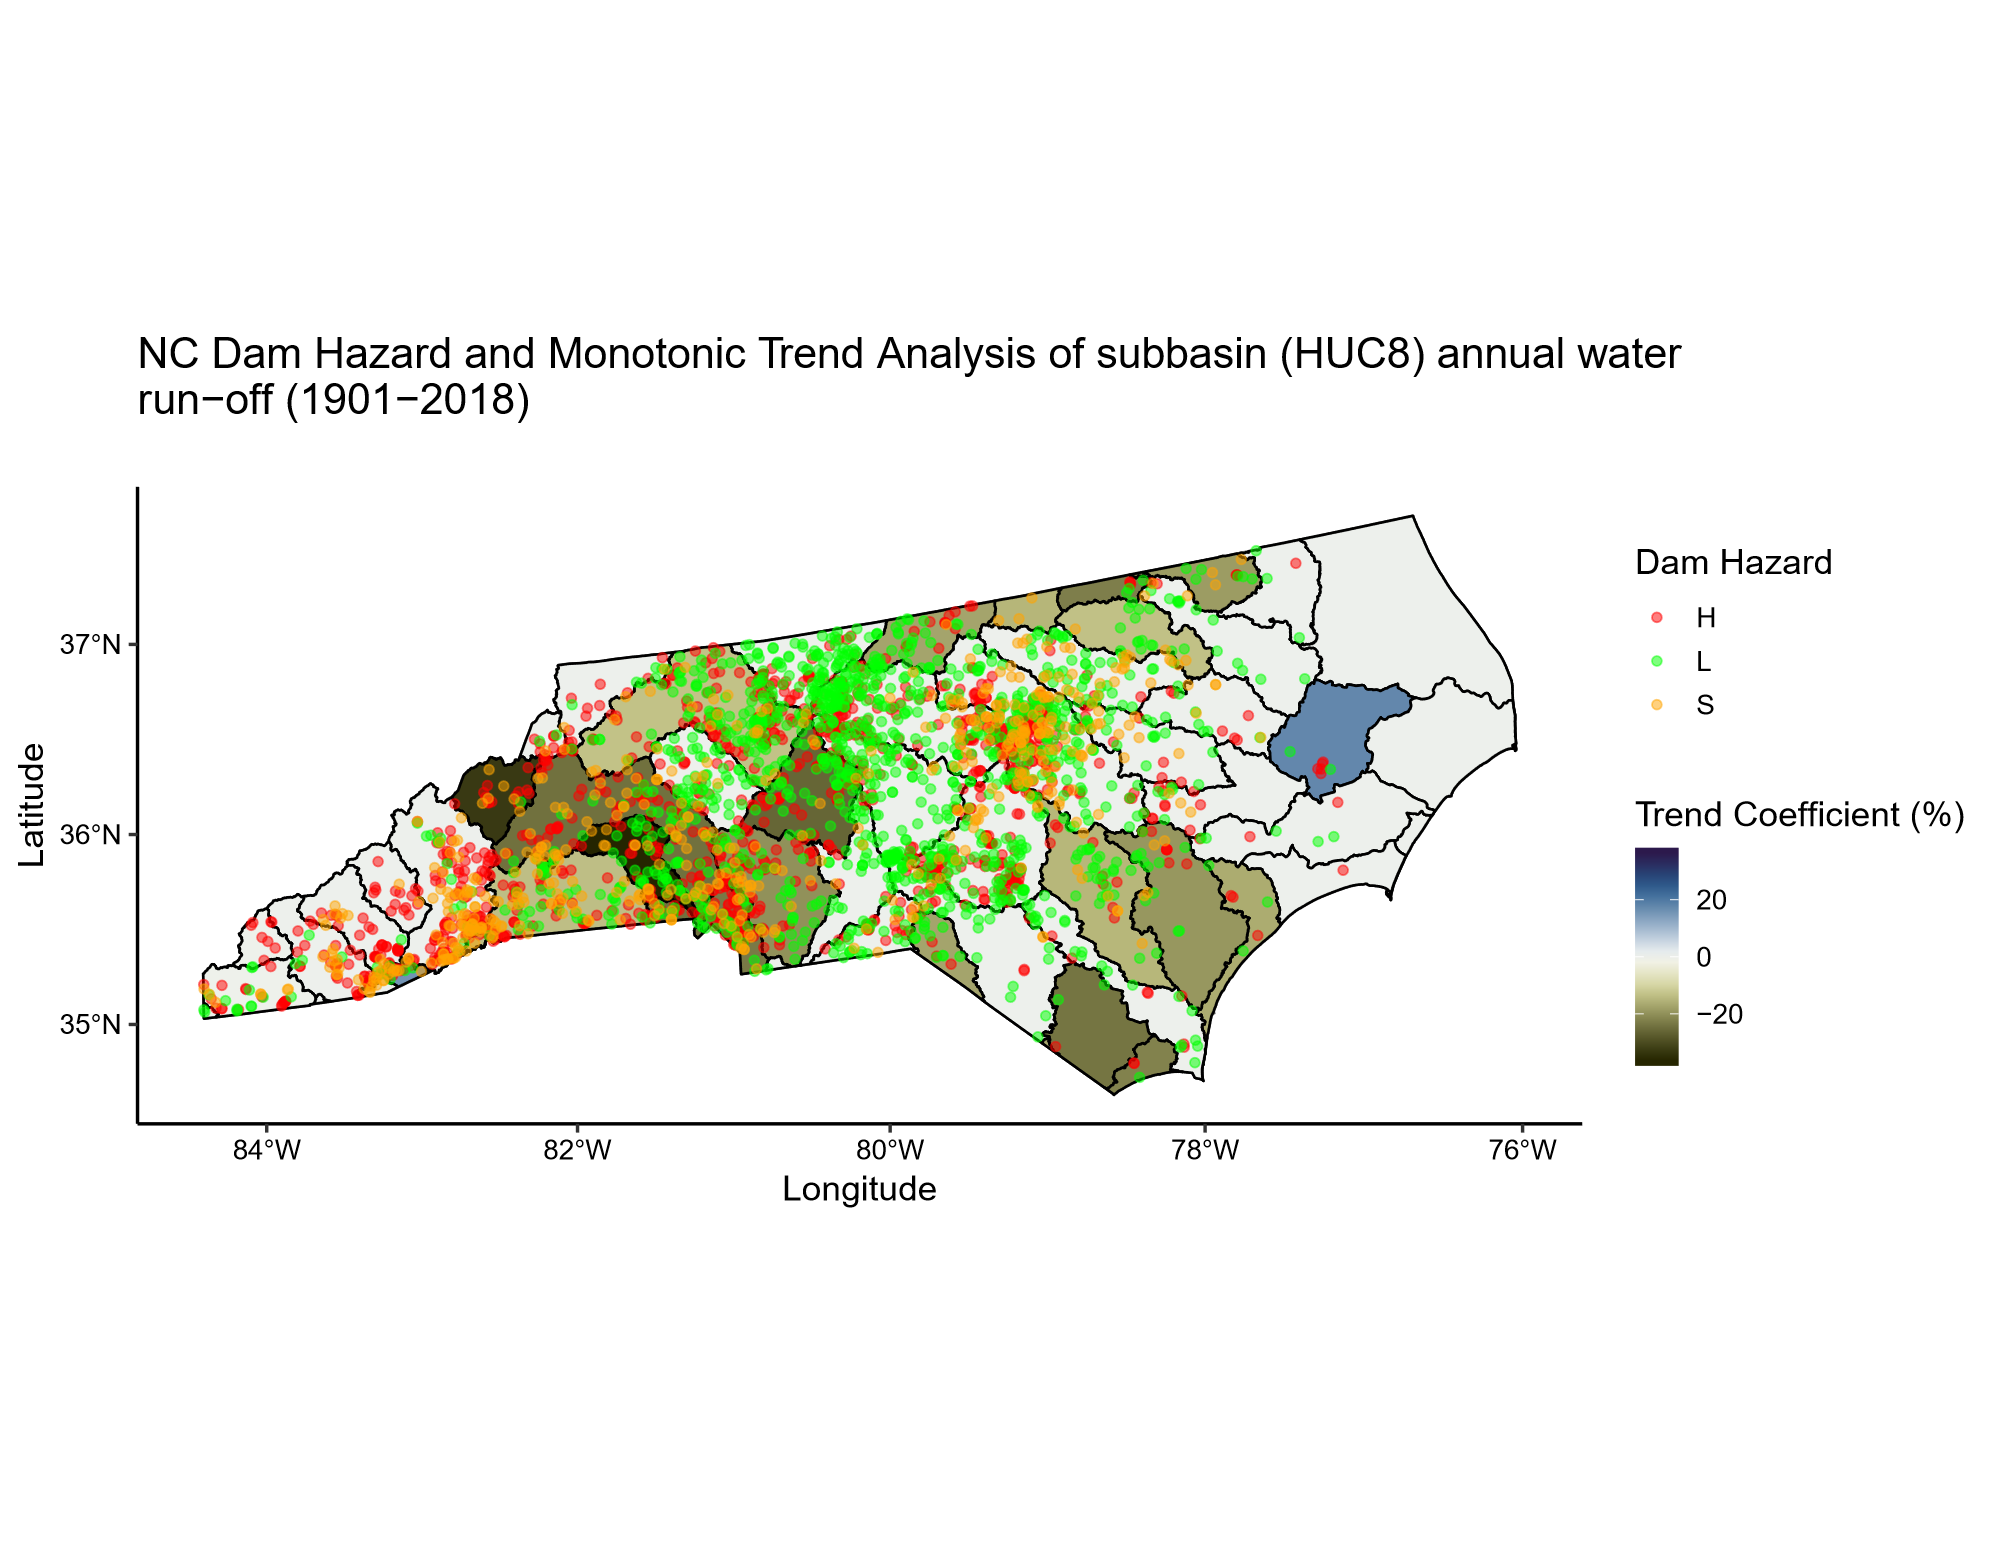 NC Dam Hazard and Monotonic Trend Analysis of subbasin (HUC8) annual water
run−off (1901−2018)
37°N
36°N
35°N
Latitude
84°W
82°W
80°W
78°W
76°W
Longitude
Dam Hazard
H
L
S
Trend Coefficient (%)
20
0
−20